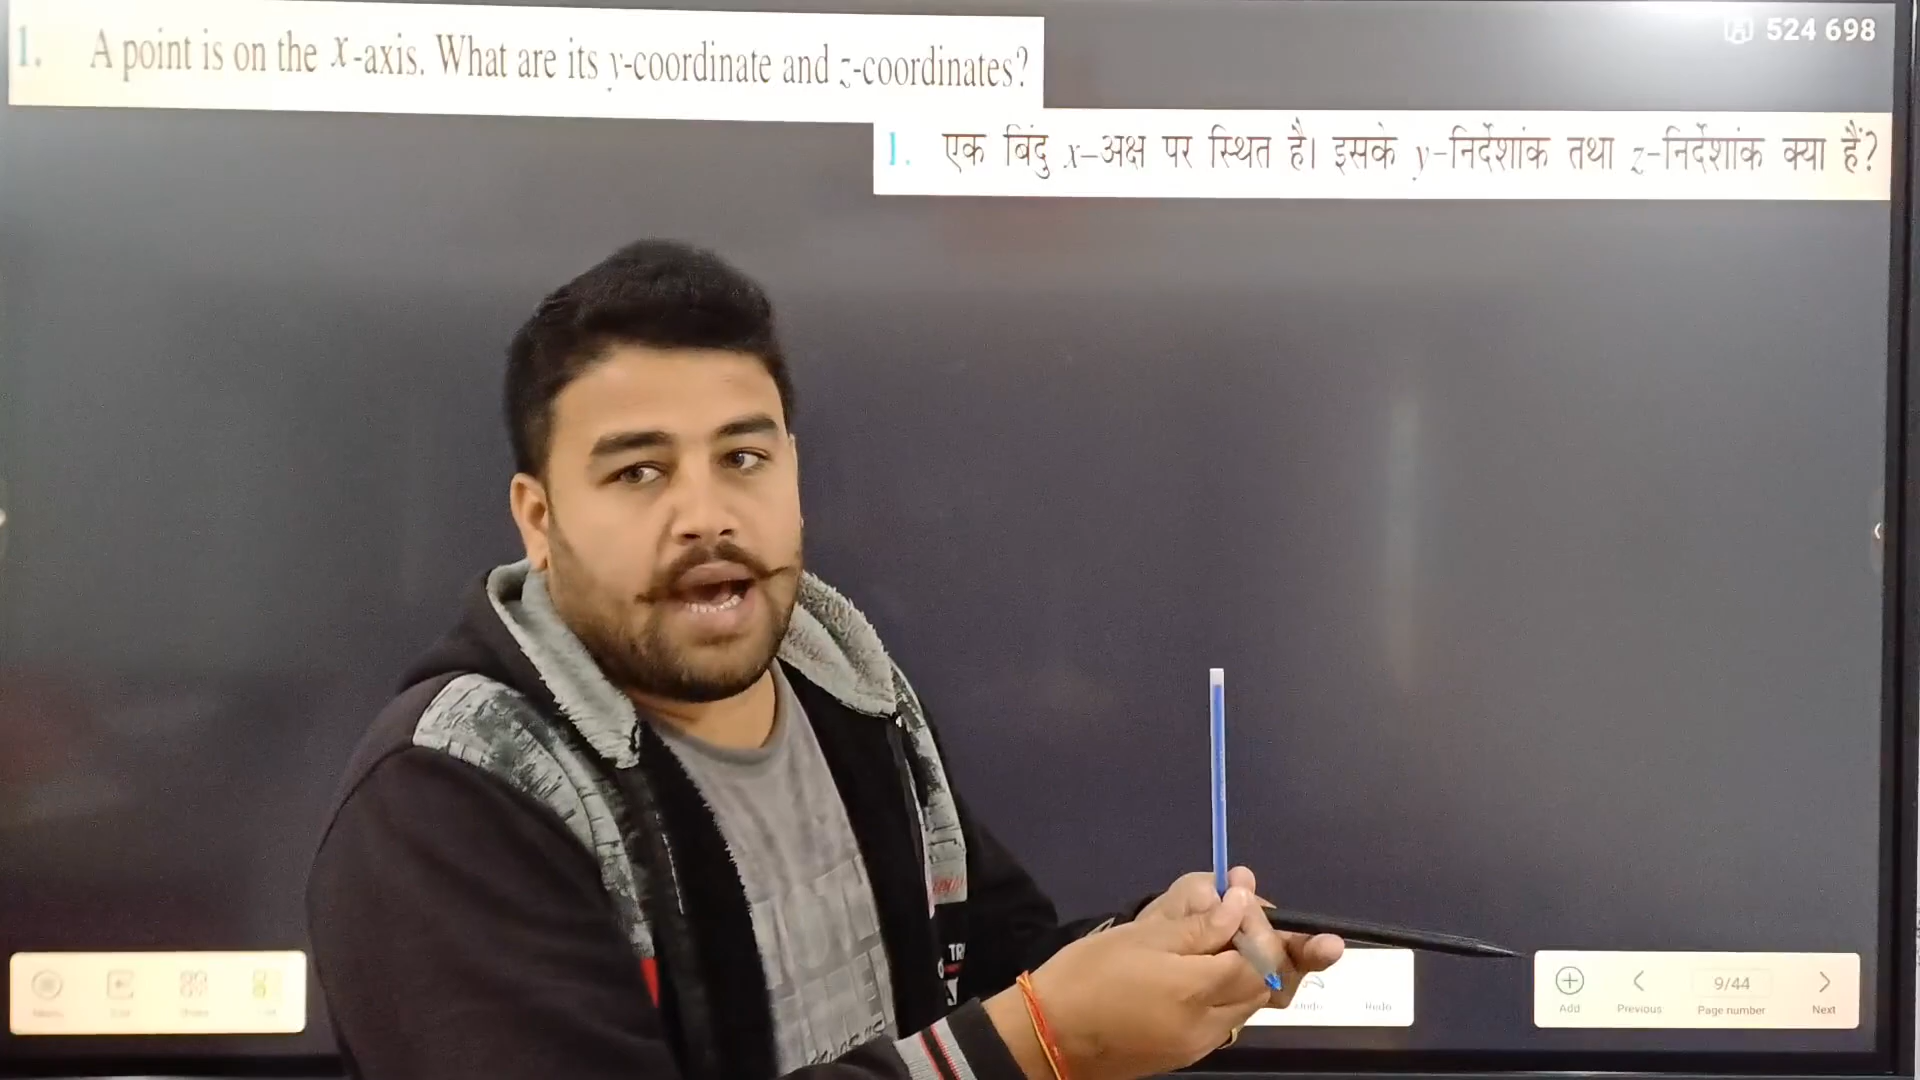 524 698
1. A point is on the x-axis. What are its y-coordinate and z-coordinates?
1. एक बिंदु x-अक्ष पर स्थित है। इसके y-निर्देशांक तथा z-निर्देशांक क्या हैं?
Add Previous 9/44 Page number Next
Redo